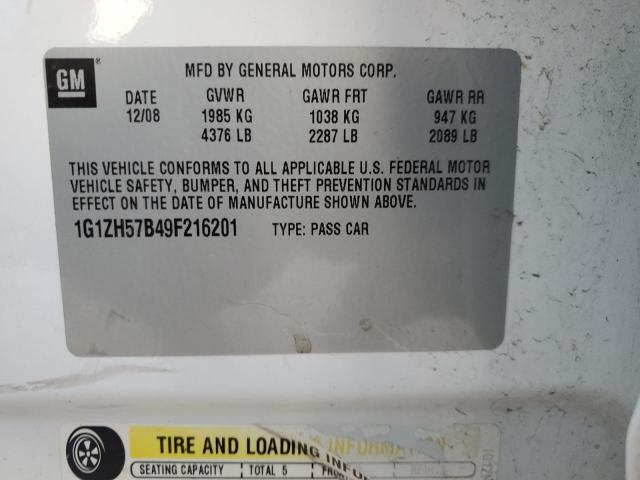 GM
MFD BY GENERAL MOTORS CORP.
DATE GVWR GAWR FRT GAWR RR
12/08 1985 KG 1038 KG 947 KG
4376 LB 2287 LB 2089 LB
THIS VEHICLE CONFORMS TO ALL APPLICABLE U.S. FEDERAL MOTOR
VEHICLE SAFETY, BUMPER, AND THEFT PREVENTION STANDARDS IN
EFFECT ON THE DATE OF MANUFACTURE SHOWN ABOVE.
1G1ZH57B49F216201 TYPE: PASS CAR
TIRE AND LOADING INFORMATION
SEATING CAPACITY TOTAL 5